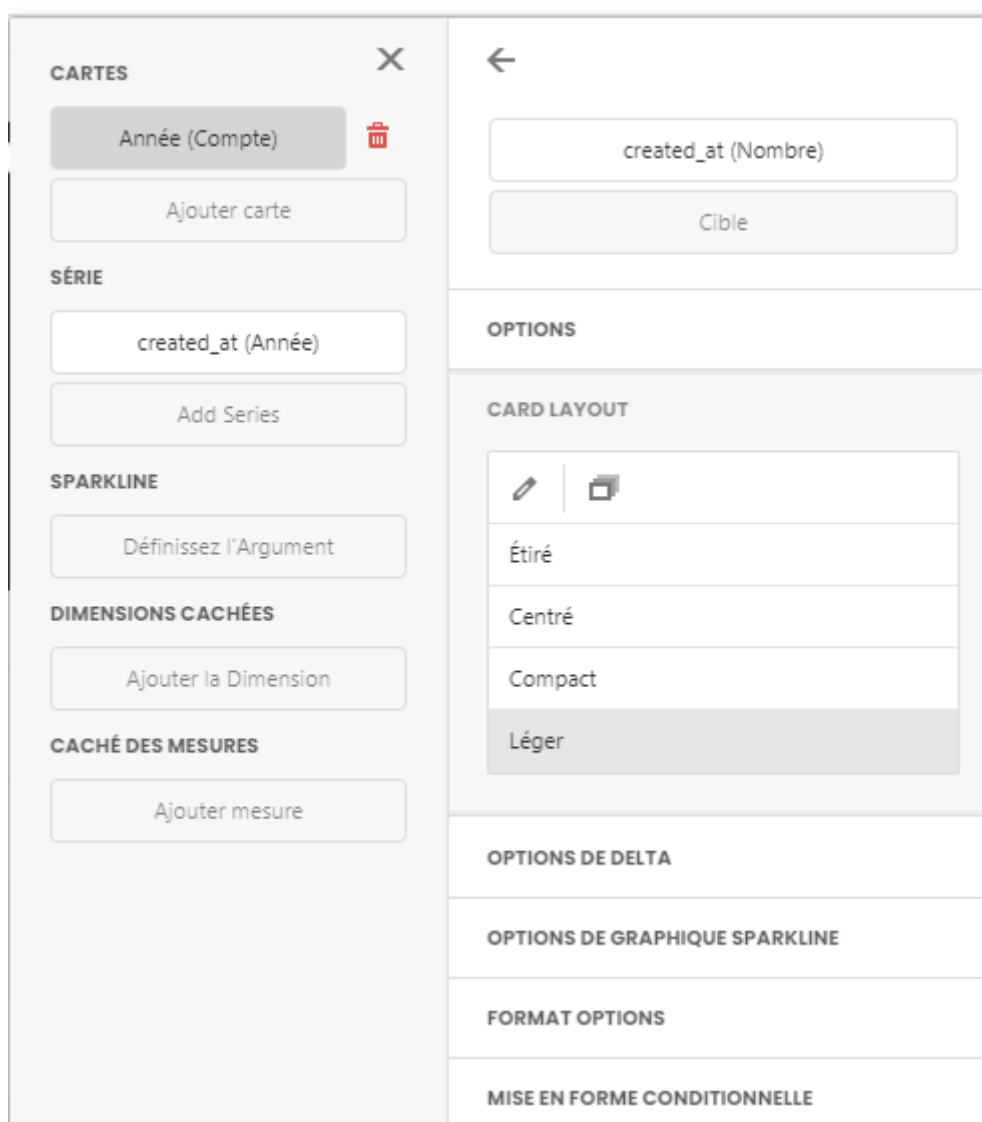 CARTES
Année (Compte)
Ajouter carte
SÉRIE
created_at (Année)
Add Series
SPARKLINE
Définissez l'Argument
DIMENSIONS CACHÉES
Ajouter la Dimension
CACHÉ DES MESURES
Ajouter mesure
created_at (Nombre)
Cible
OPTIONS
CARD LAYOUT
Étiré
Centré
Compact
Léger
OPTIONS DE DELTA
OPTIONS DE GRAPHIQUE SPARKLINE
FORMAT OPTIONS
MISE EN FORME CONDITIONNELLE